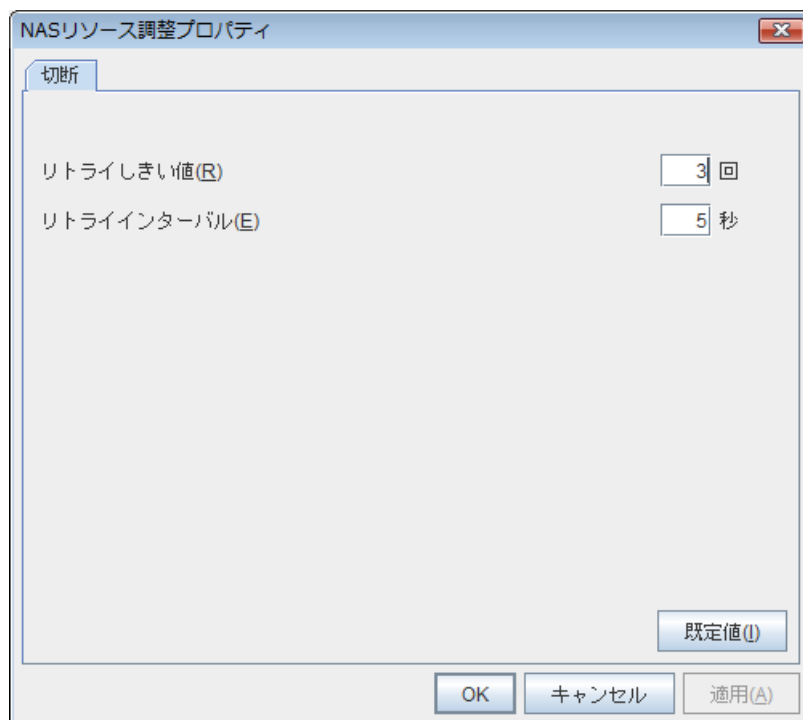 NASリソース調整プロパティ
切断
リトライしきい値(R) 3 回
リトライインターバル(E) 5 秒
既定値(I)
OK キャンセル 適用(A)